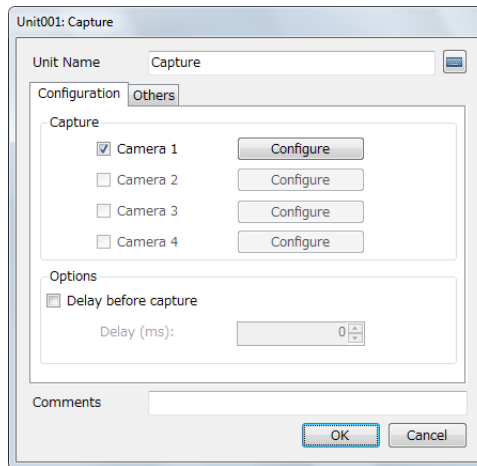 Unit001: Capture
Unit Name Capture
Configuration Others
Capture
Camera 1 Configure
Camera 2 Configure
Camera 3 Configure
Camera 4 Configure
Options
Delay before capture
Delay (ms): 0
Comments
OK Cancel